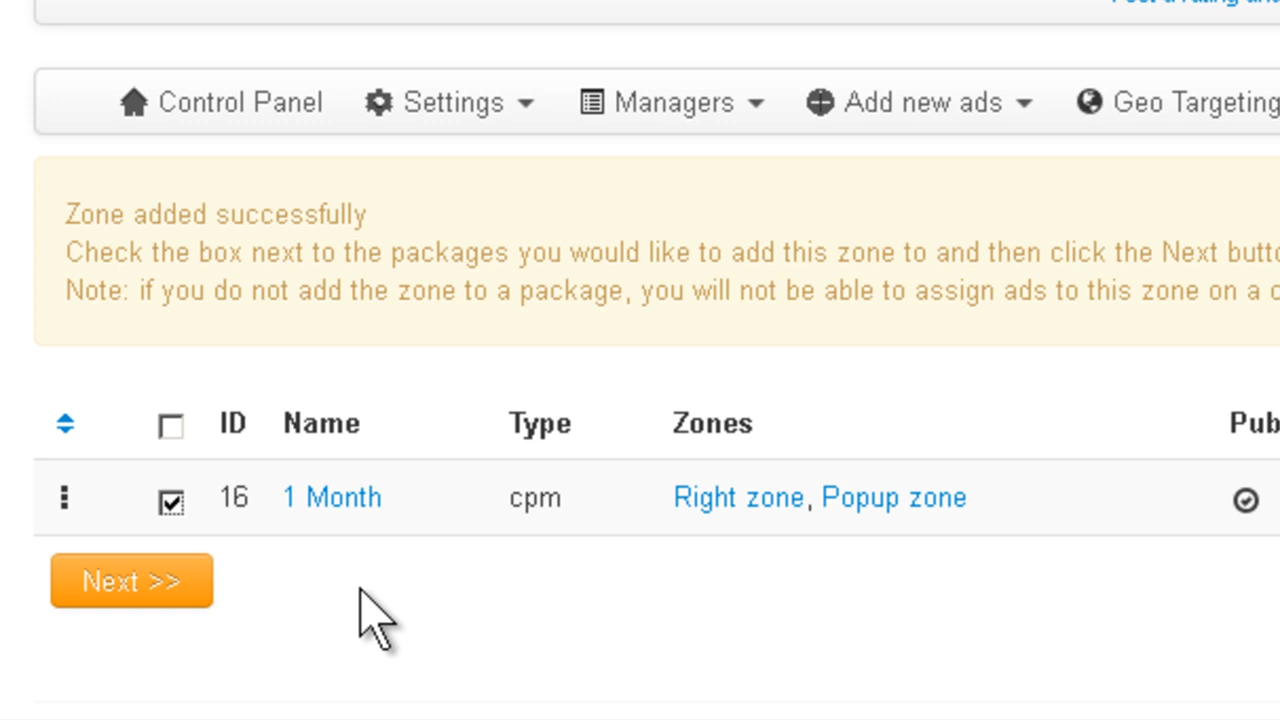 Control Panel Settings Managers Add new ads Geo Targeting
Zone added successfully
Check the box next to the packages you would like to add this zone to and then click the Next
Note: if you do not add the zone to a package, you will not be able to assign ads to this zone on a
ID Name Type Zones
16 1 Month cpm Right zone, Popup zone
Next >>